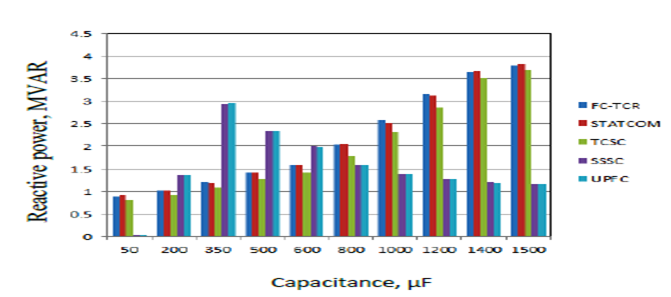 4.5
4
3.5
3
2.5
2
1.5
1
0.5
0
Reactive power, MVAR
50 200 350 500 600 800 1000 1200 1400 1500
Capacitance, µF
FC-TCR
STATCOM
TCSC
SSSC
UPFC